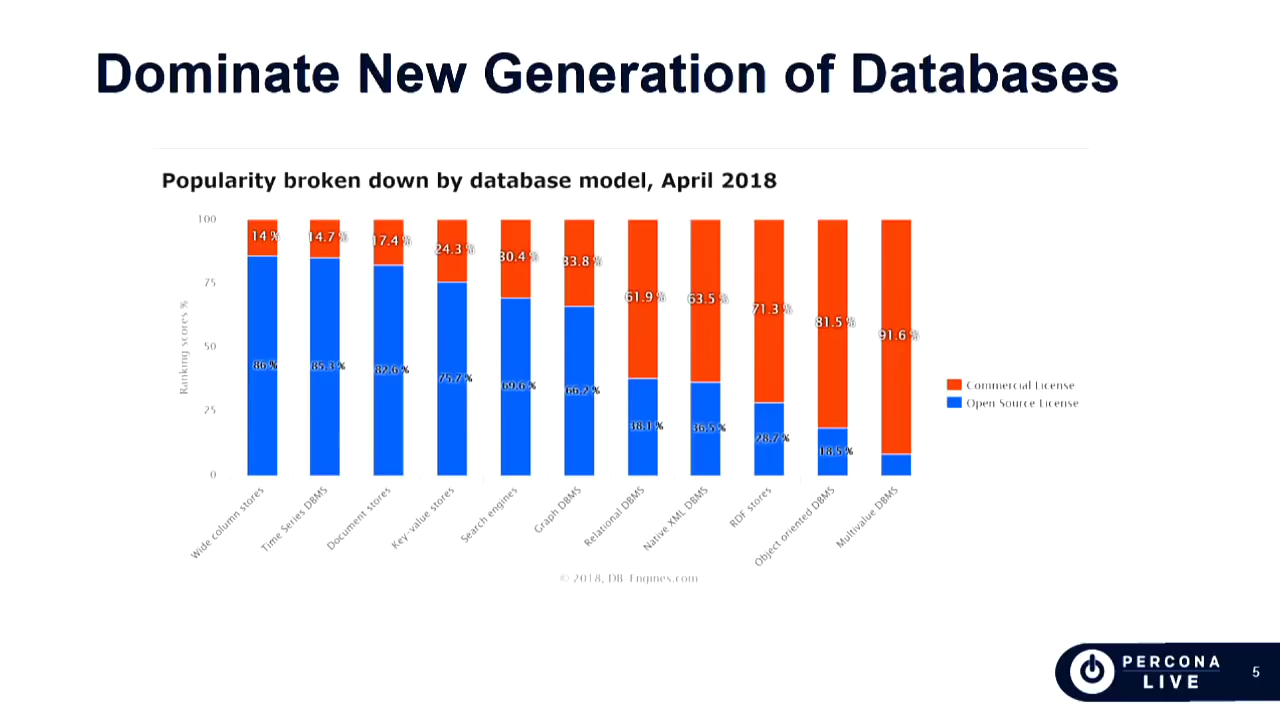 Dominate New Generation of Databases
Popularity broken down by database model, April 2018
Ranking scores %
100
75
50
25
0
14 %
14.7 %
17.4 %
24.3 %
30.4 %
33.8 %
61.9 %
63.5 %
71.3 %
81.5 %
91.6 %
86 %
85.3 %
82.6 %
75.7 %
69.6 %
66.2 %
38.1 %
36.5 %
28.7 %
18.5 %
Commercial License
Open Source License
Wide column stores
Time Series DBMS
Document stores
Key-value stores
Search engines
Graph DBMS
Relational DBMS
Native XML DBMS
RDF stores
Object oriented DBMS
Multivalue DBMS
© 2018, DB-Engines.com
PERCONA
LIVE
5